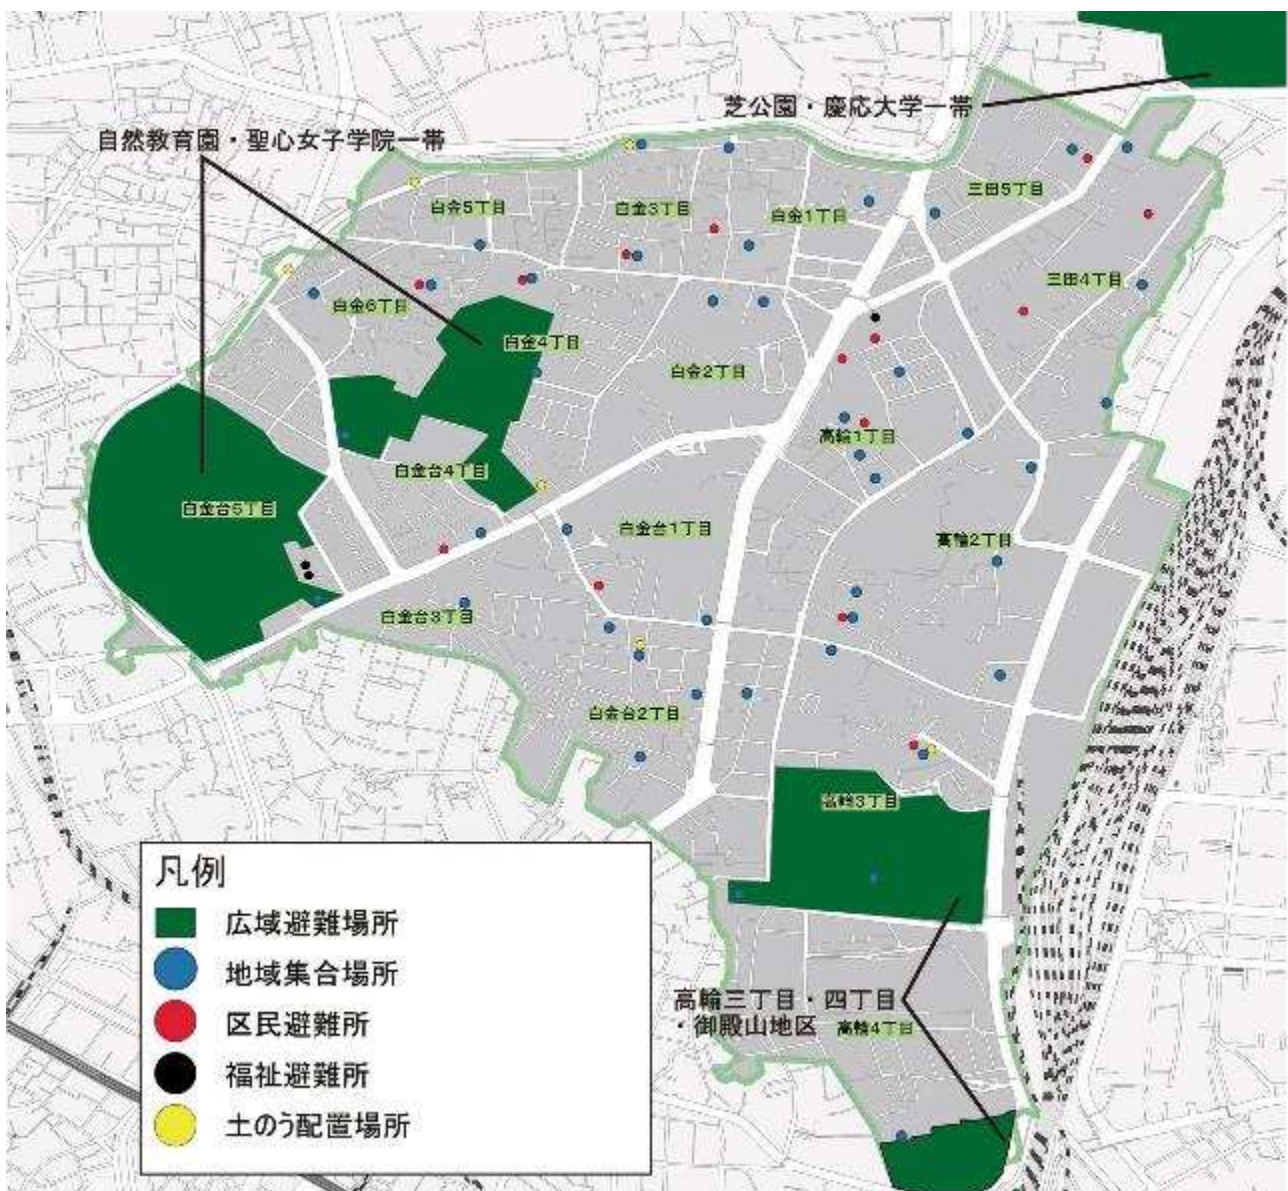 芝公園・慶応大学一帯
自然教育園・聖心女子学院一帯
三田5丁目
白金5丁目
白金3丁目
白金1丁目
三田4丁目
白金6丁目
白金4丁目
白金2丁目
高輪1丁目
白金台4丁目
白金台5丁目
白金台1丁目
高輪2丁目
白金台3丁目
白金台2丁目
高輪3丁目
高輪三丁目・四丁目
・御殿山地区
高輪4丁目
凡例
広域避難場所
地域集合場所
区民避難所
福祉避難所
土のう配置場所